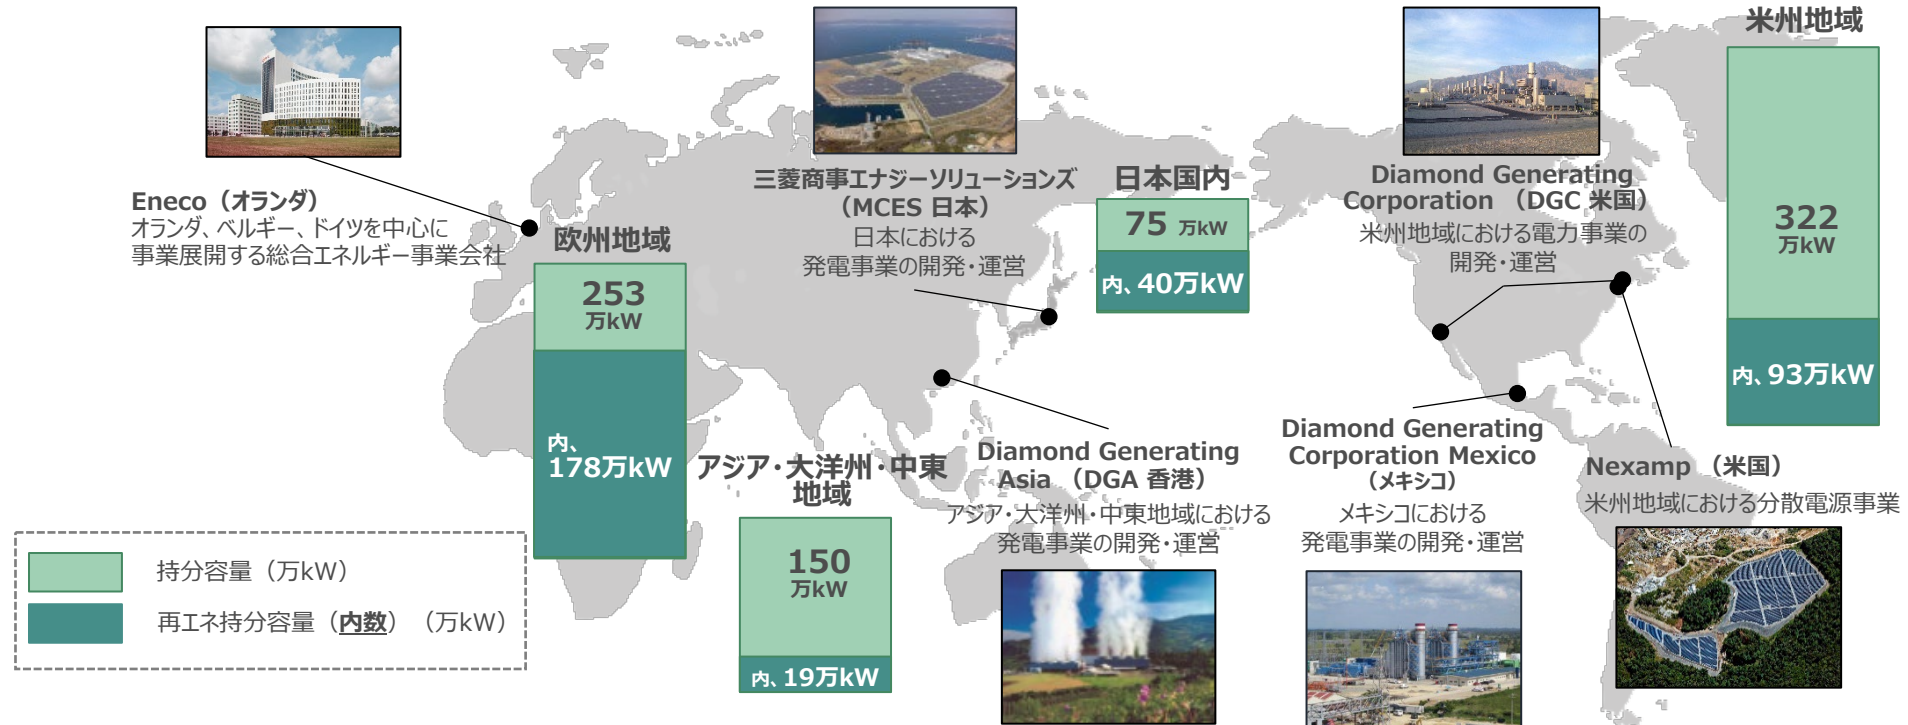 Eneco（オランダ）
オランダ、ベルギー、ドイツを中心に
事業展開する総合エネルギー事業会社
欧州地域
253
万kW
内、
178万kW
三菱商事エナジーソリューションズ
（MCES 日本）
日本における
発電事業の開発・運営
日本国内
75 万kW
内、40万kW
Diamond Generating
Corporation （DGC 米国）
米州地域における電力事業の
開発・運営
米州地域
322
万kW
内、93万kW
アジア・大洋州・中東
地域
150
万kW
内、19万kW
Diamond Generating
Asia （DGA 香港）
アジア・大洋州・中東地域における
発電事業の開発・運営
Diamond Generating
Corporation Mexico
（メキシコ）
メキシコにおける
発電事業の開発・運営
Nexamp （米国）
米州地域における分散電源事業
持分容量（万kW）
再エネ持分容量（内数）（万kW）